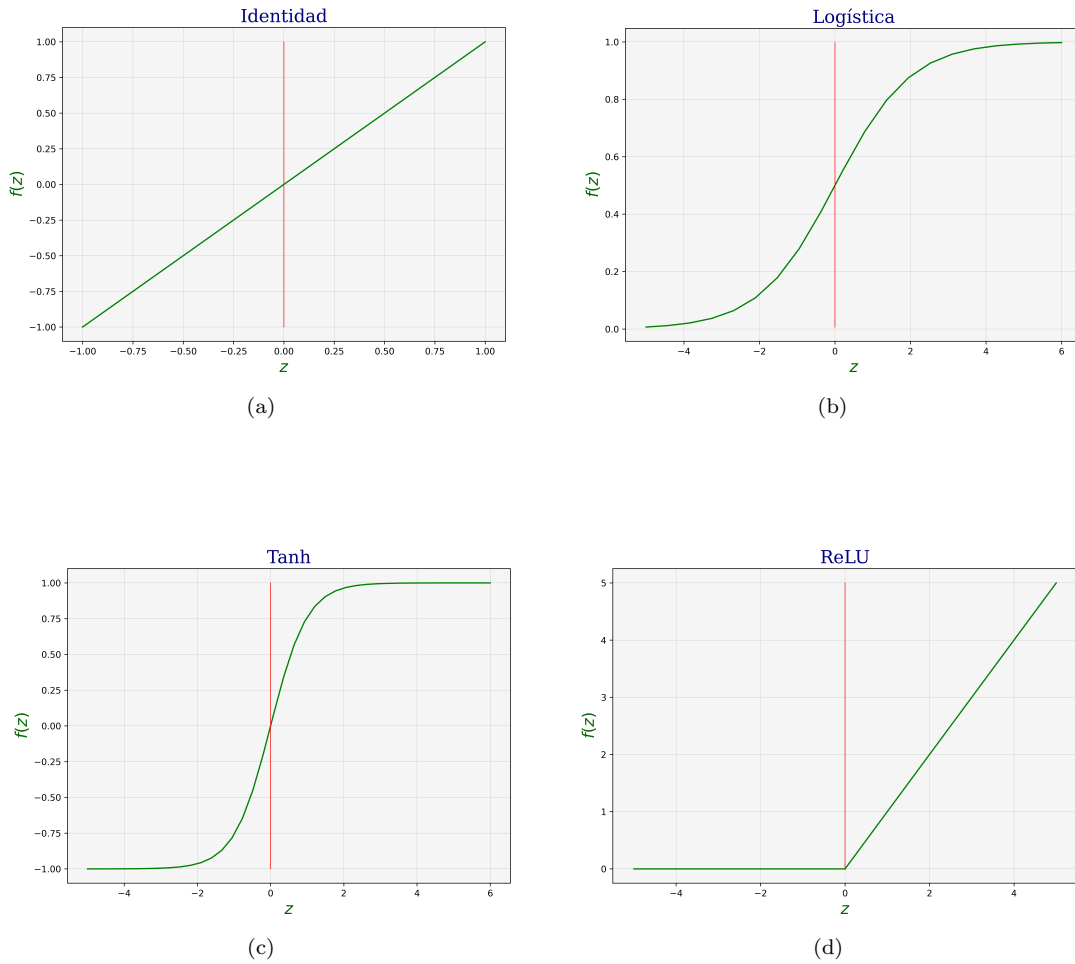 Identidad
1.00
0.75
0.50
0.25
0.00
−0.25
−0.50
−0.75
−1.00
f(z)
−1.00 −0.75 −0.50 −0.25 0.00 0.25 0.50 0.75 1.00
z
(a)
Logística
1.0
0.8
0.6
0.4
0.2
0.0
f(z)
−4 −2 0 2 4 6
z
(b)
Tanh
1.00
0.75
0.50
0.25
0.00
−0.25
−0.50
−0.75
−1.00
f(z)
−4 −2 0 2 4 6
z
(c)
ReLU
5
4
3
2
1
0
f(z)
−4 −2 0 2 4
z
(d)